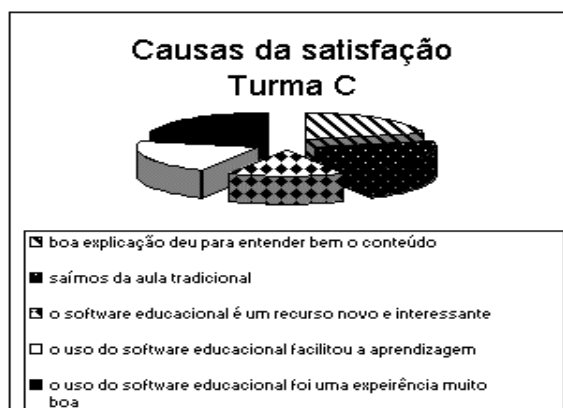 Causas da satisfação
Turma C
boa explicação deu para entender bem o conteúdo
saímos da aula tradicional
o software educacional é um recurso novo e interessante
o uso do software educacional facilitou a aprendizagem
o uso do software educacional foi uma expeirência muito
boa